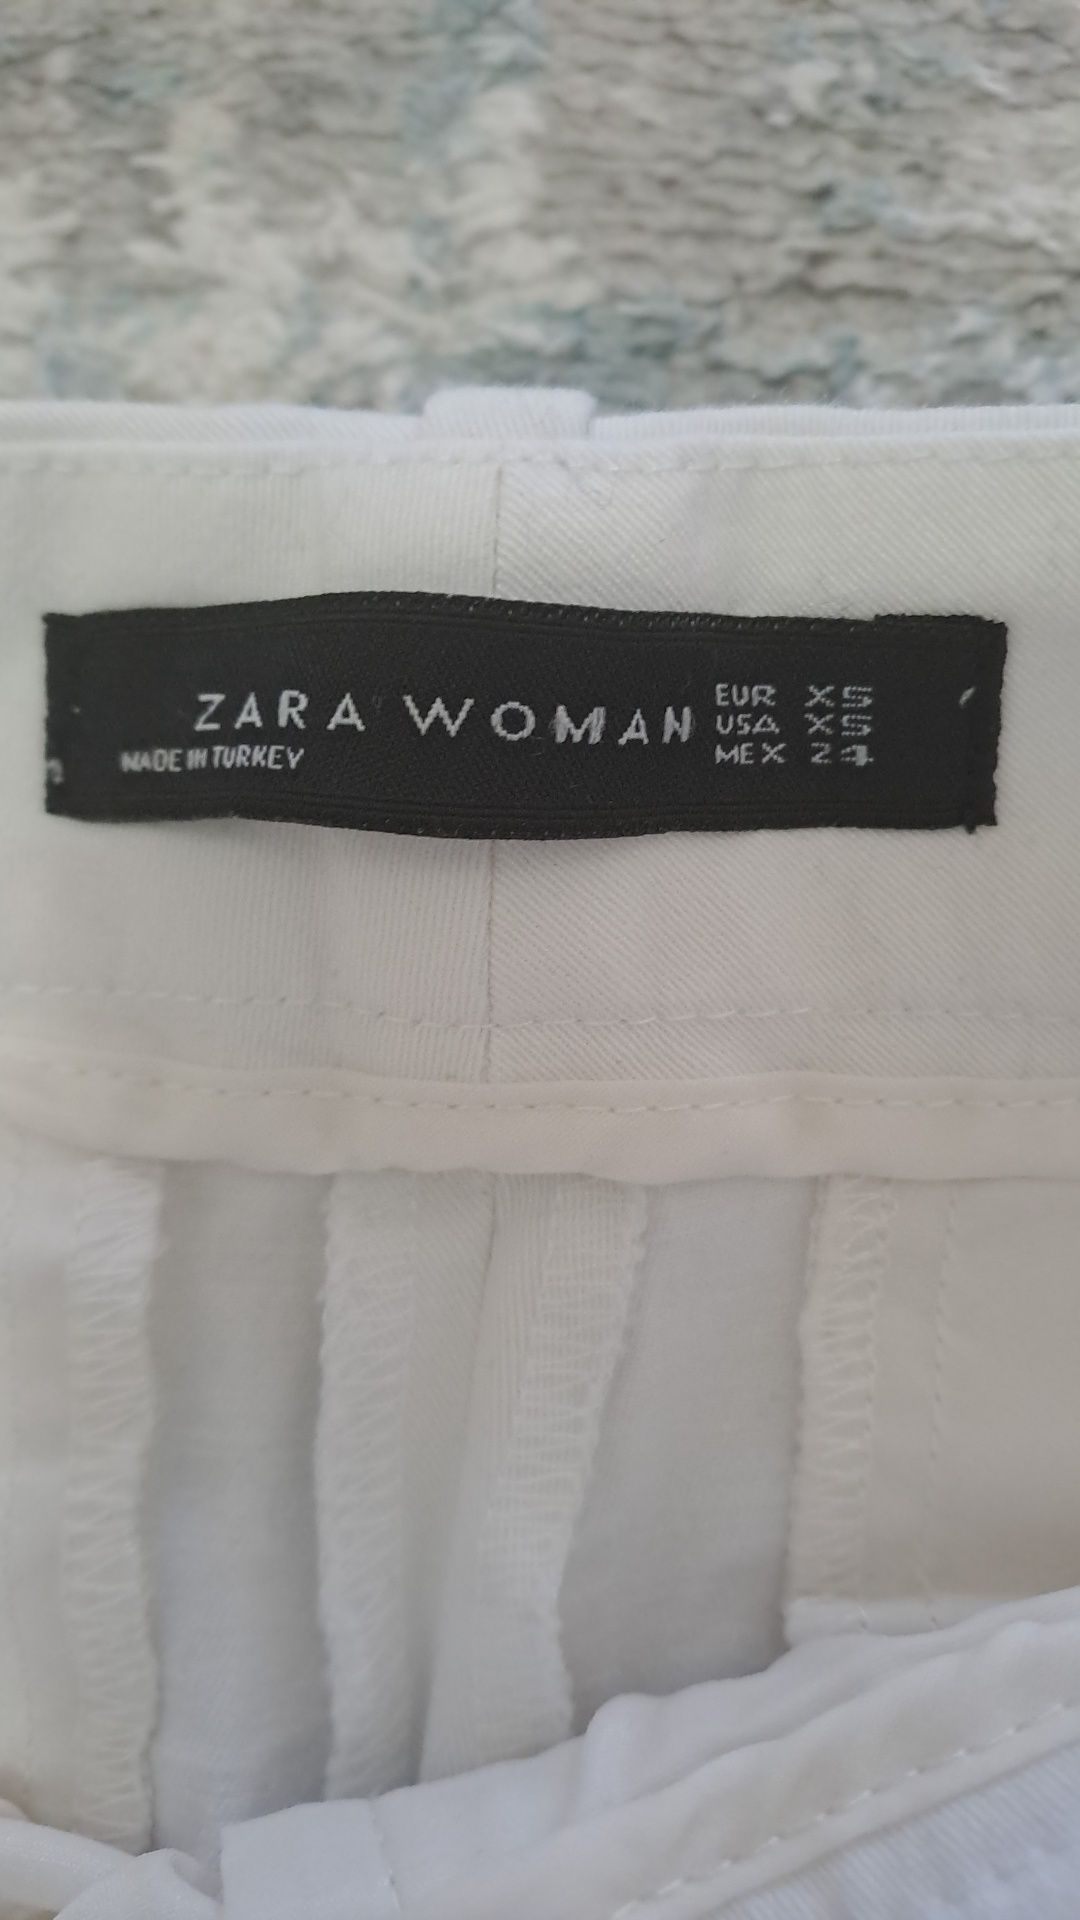 ZARA WOMAN
MADE IN TURKEY
EUR XS
USA XS
MEX 24